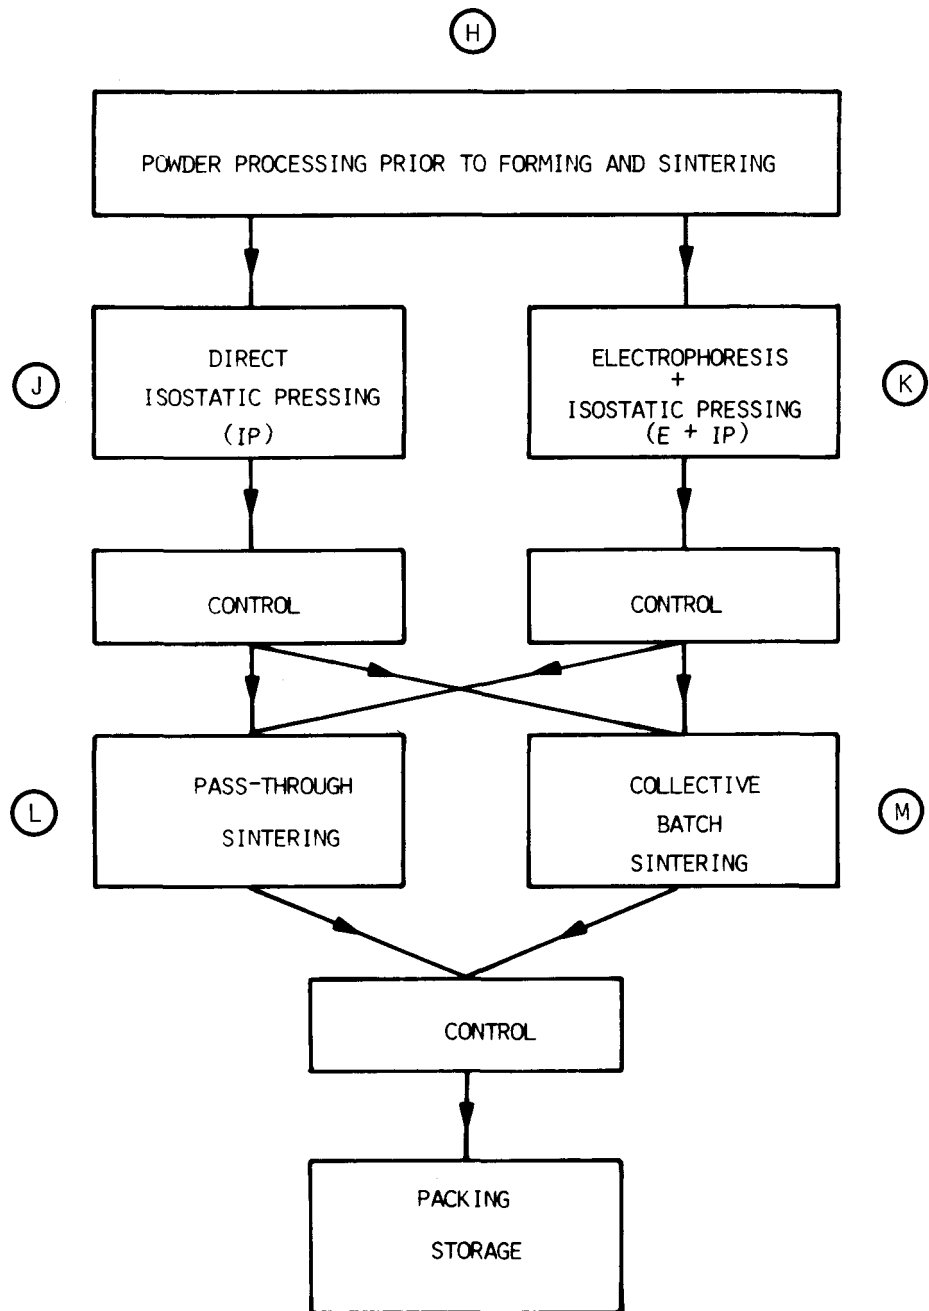 H
POWDER PROCESSING PRIOR TO FORMING AND SINTERING
J
DIRECT
ISOSTATIC PRESSING
(IP)
ELECTROPHORESIS
+
ISOSTATIC PRESSING
(E + IP)
K
CONTROL
CONTROL
L
PASS-THROUGH
SINTERING
COLLECTIVE
BATCH
SINTERING
M
CONTROL
PACKING
STORAGE